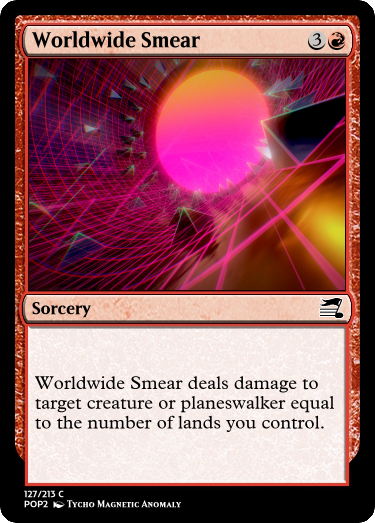 Worldwide Smear 3
Sorcery
Worldwide Smear deals damage to
target creature or planeswalker equal
to the number of lands you control.
127/213 C
POP2 Tycho Magnetic Anomaly